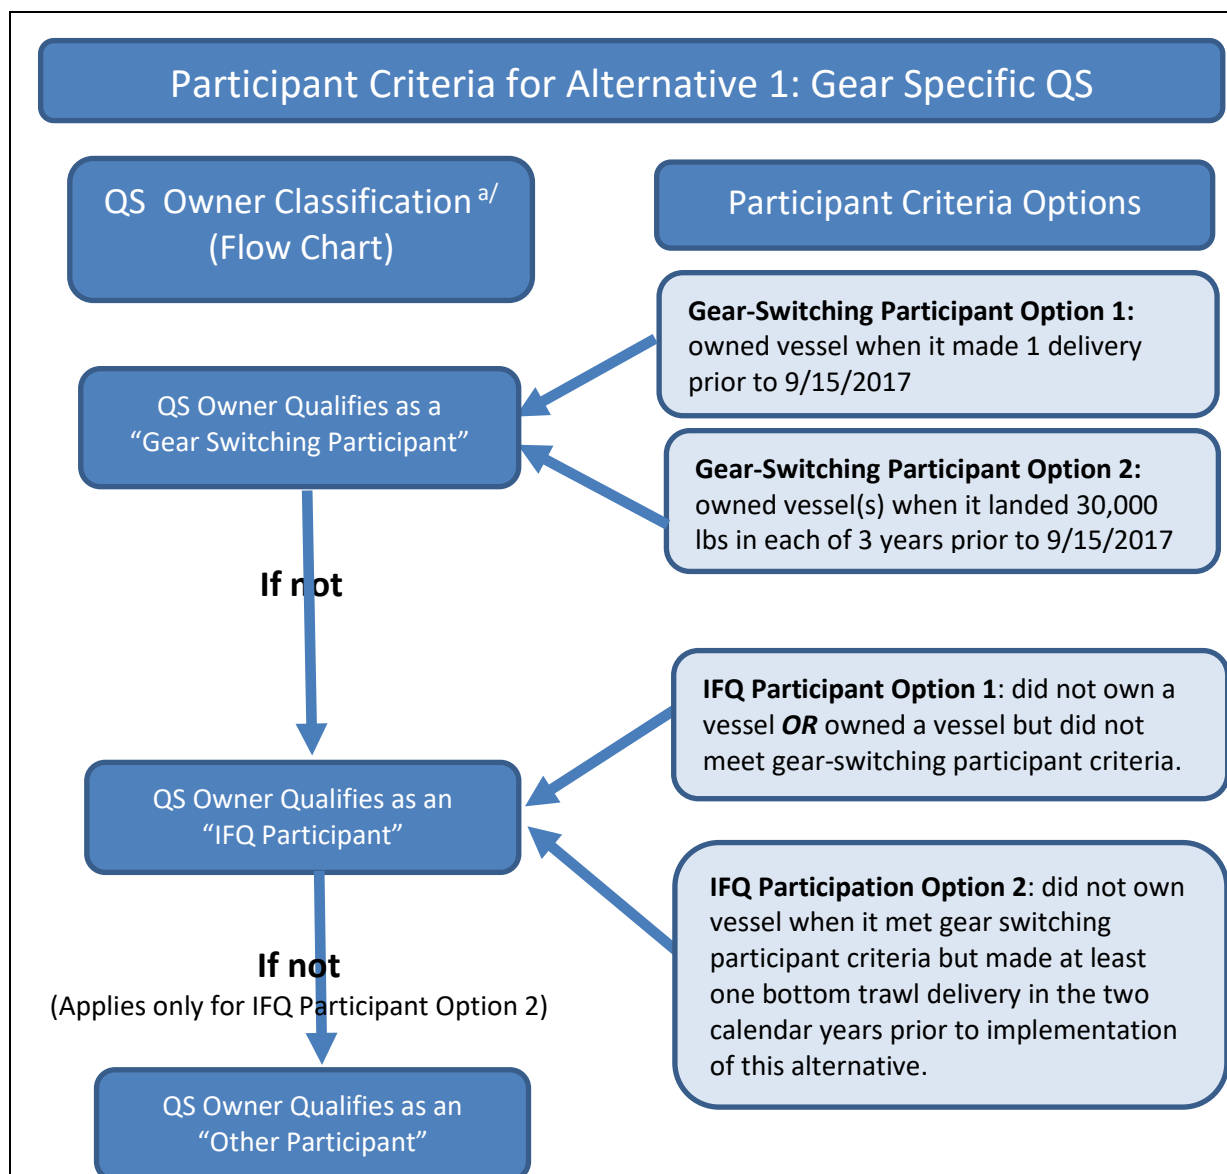 Participant Criteria for Alternative 1: Gear Specific QS
QS Owner Classification a/
(Flow Chart)
Participant Criteria Options
Gear-Switching Participant Option 1:
owned vessel when it made 1 delivery
prior to 9/15/2017
QS Owner Qualifies as a
“Gear Switching Participant”
Gear-Switching Participant Option 2:
owned vessel(s) when it landed 30,000
lbs in each of 3 years prior to 9/15/2017
If not
IFQ Participant Option 1: did not own a
vessel OR owned a vessel but did not
meet gear-switching participant criteria.
QS Owner Qualifies as an
“IFQ Participant”
IFQ Participation Option 2: did not own
vessel when it met gear switching
participant criteria but made at least
one bottom trawl delivery in the two
calendar years prior to implementation
of this alternative.
If not
(Applies only for IFQ Participant Option 2)
QS Owner Qualifies as an
“Other Participant”